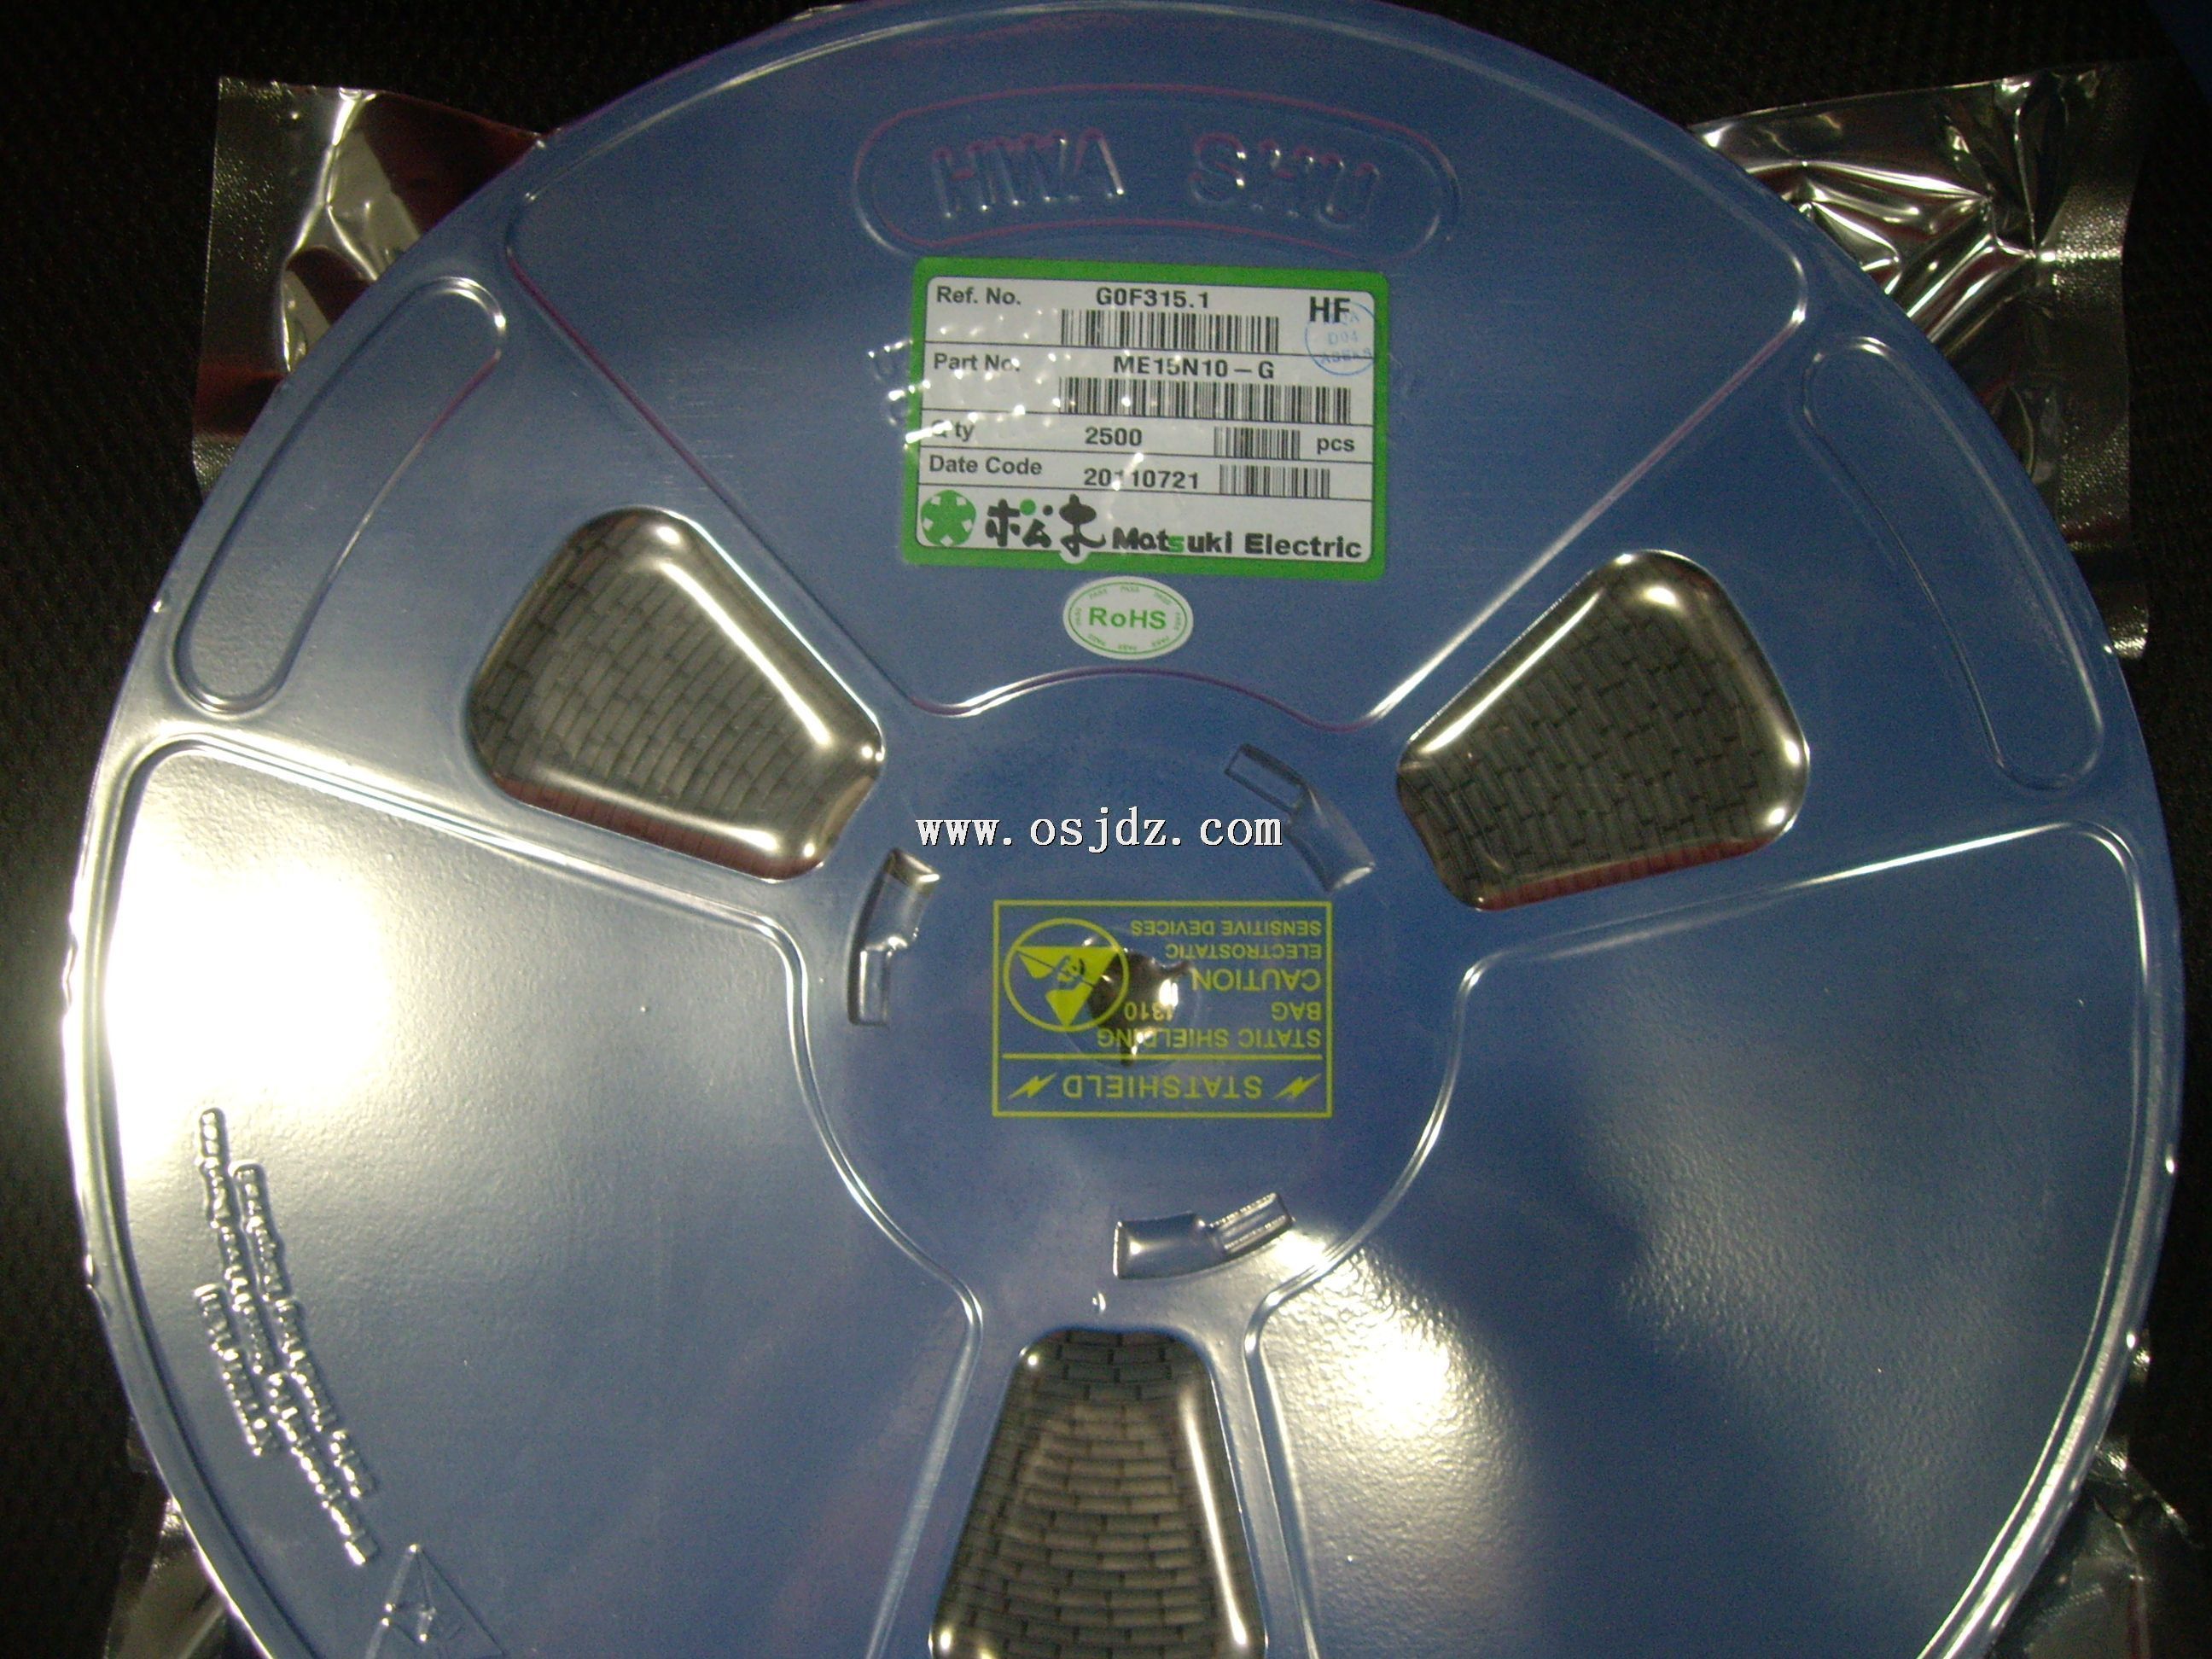 HWA SHU
Ref. No. G0F315.1 HF
D04
Part No. ME15N10-G
Q'ty 2500 pcs
Date Code 20110721
松木 Matsuki Electric
RoHS
www.osjdz.com
STATSHIELD
STATIC SHIELDING
BAG 1310
CAUTION
ELECTROSTATIC
SENSITIVE DEVICES